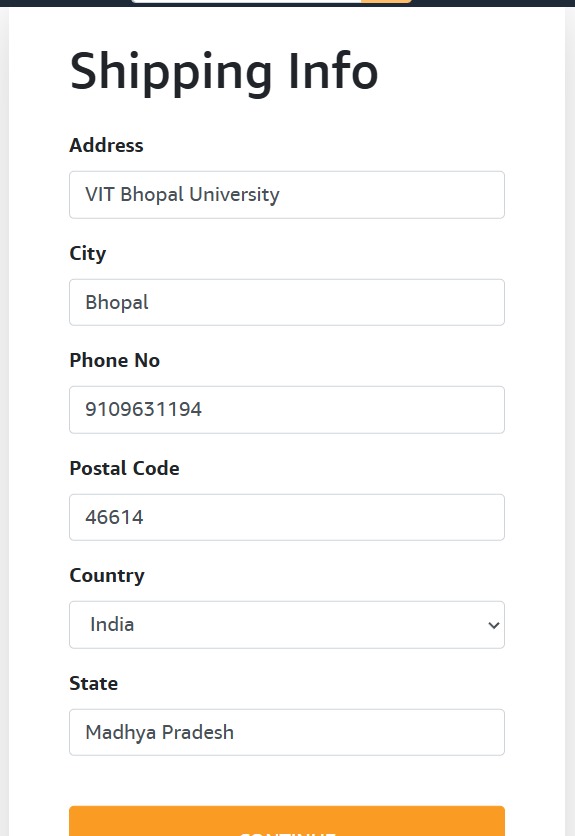 Shipping Info
Address
VIT Bhopal University
City
Bhopal
Phone No
9109631194
Postal Code
46614
Country
India
State
Madhya Pradesh
CONTINUE